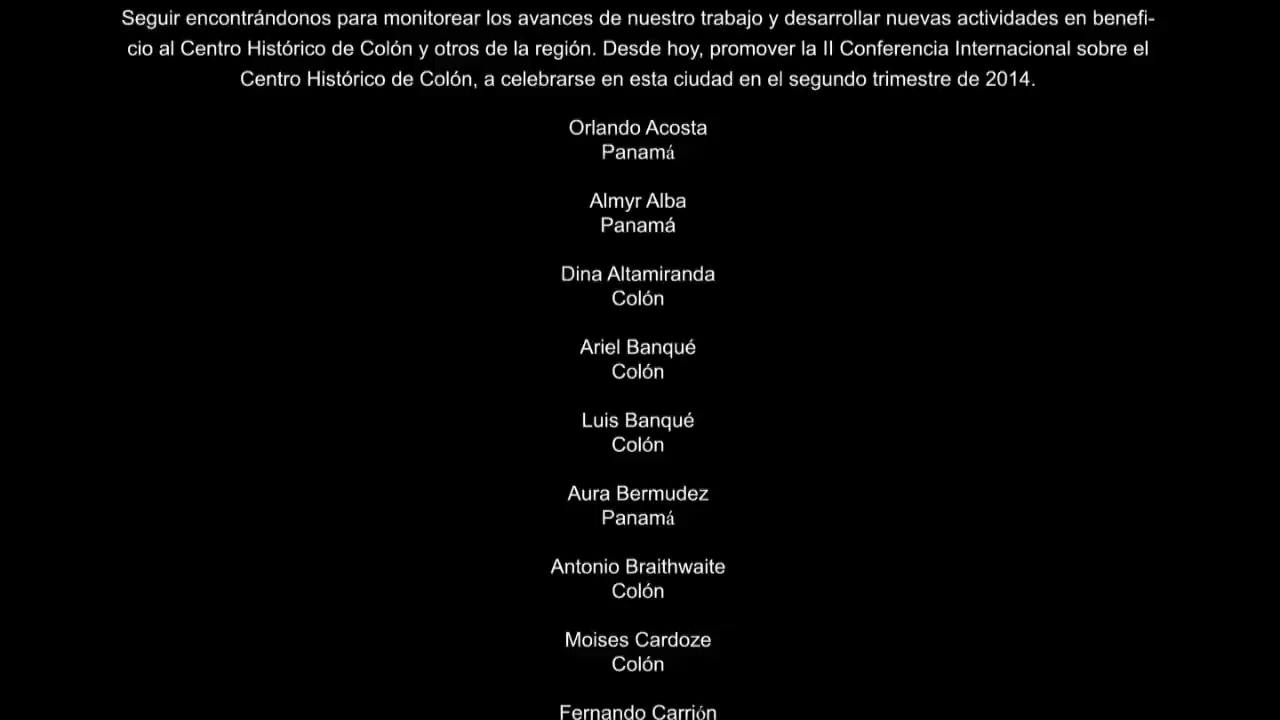 Seguir encontrándonos para monitorear los avances de nuestro trabajo y desarrollar nuevas actividades en benefi-
cio al Centro Histórico de Colón y otros de la región. Desde hoy, promover la II Conferencia Internacional sobre el
Centro Histórico de Colón, a celebrarse en esta ciudad en el segundo trimestre de 2014.
Orlando Acosta
Panamá
Almyr Alba
Panamá
Dina Altamiranda
Colón
Ariel Banqué
Colón
Luis Banqué
Colón
Aura Bermudez
Panamá
Antonio Braithwaite
Colón
Moises Cardoze
Colón
Fernando Carrión